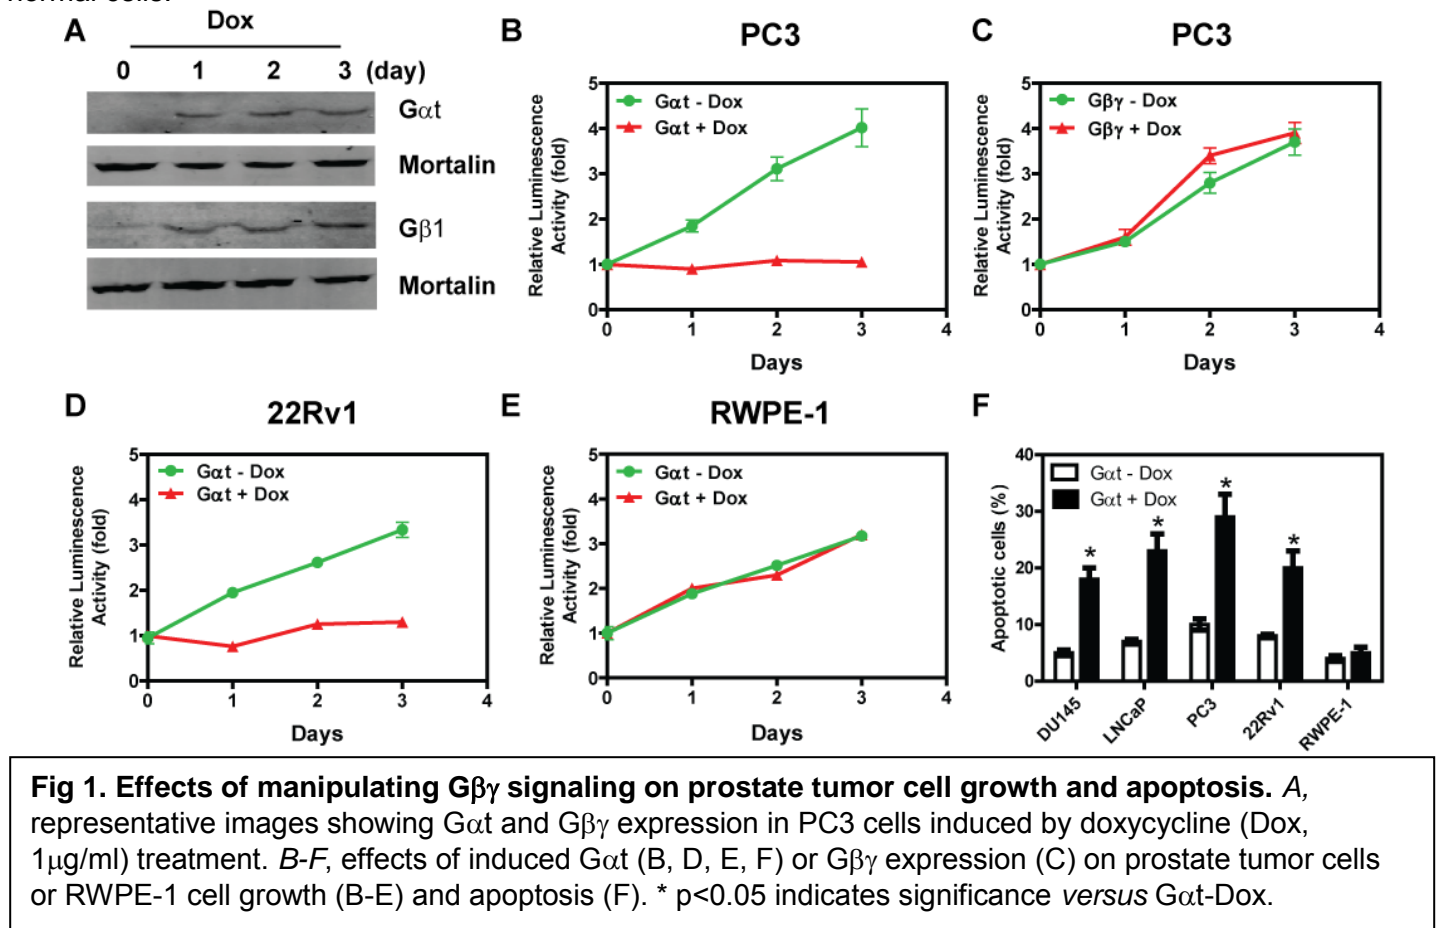 normal cells.
A
Dox
0 1 2 3 (day)
Gαt
Mortalin
Gβ1
Mortalin
B
PC3
Relative Luminescence
Activity (fold)
5
4
3
2
1
0
Gαt - Dox
Gαt + Dox
0 1 2 3 4
Days
C
PC3
Relative Luminescence
Activity (fold)
5
4
3
2
1
0
Gβγ - Dox
Gβγ + Dox
0 1 2 3 4
Days
D
22Rv1
Relative Luminescence
Activity (fold)
5
4
3
2
1
0
Gαt - Dox
Gαt + Dox
0 1 2 3 4
Days
E
RWPE-1
Relative Luminescence
Activity (fold)
5
4
3
2
1
0
Gαt - Dox
Gαt + Dox
0 1 2 3 4
Days
F
Apoptotic cells (%)
40
30
20
10
0
Gαt - Dox
Gαt + Dox
* * * *
DU145 LNCaP PC3 22Rv1 RWPE-1
Fig 1. Effects of manipulating Gβγ signaling on prostate tumor cell growth and apoptosis. A,
representative images showing Gαt and Gβγ expression in PC3 cells induced by doxycycline (Dox,
1μg/ml) treatment. B-F, effects of induced Gαt (B, D, E, F) or Gβγ expression (C) on prostate tumor cells
or RWPE-1 cell growth (B-E) and apoptosis (F). * p<0.05 indicates significance versus Gαt-Dox.